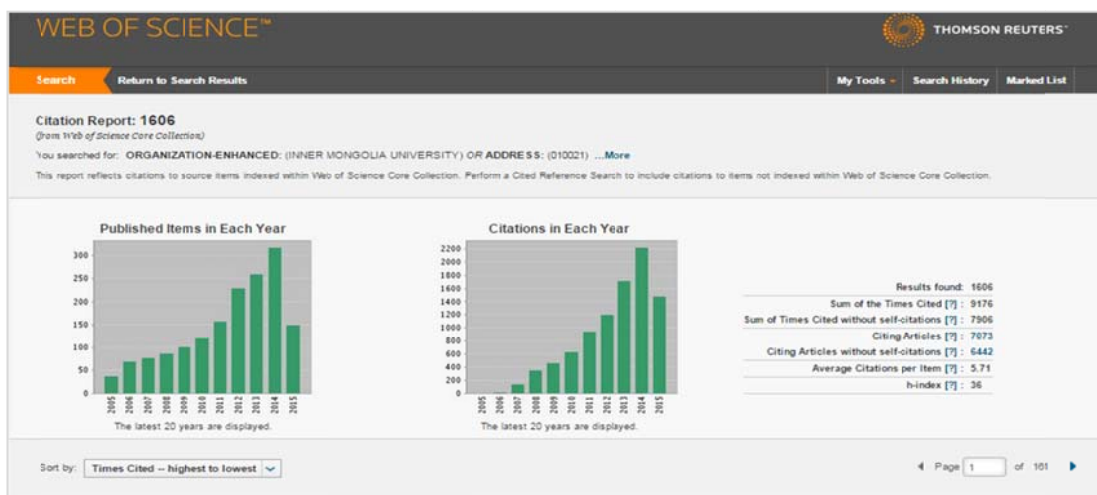 WEB OF SCIENCE™
THOMSON REUTERS™
Search
Return to Search Results
My Tools
Search History
Marked List
Citation Report: 1606
(from Web of Science Core Collection)
You searched for: ORGANIZATION-ENHANCED: (INNER MONGOLIA UNIVERSITY) OR ADDRESS: (010021) ...More
This report reflects citations to source items indexed within Web of Science Core Collection. Perform a Cited Reference Search to include citations to items not indexed within Web of Science Core Collection.
Published Items in Each Year
300
250
200
150
100
50
0
2005 2006 2007 2008 2009 2010 2011 2012 2013 2014 2015
The latest 20 years are displayed.
Citations in Each Year
2200
2000
1800
1600
1400
1200
1000
800
600
400
200
0
2005 2006 2007 2008 2009 2010 2011 2012 2013 2014 2015
The latest 20 years are displayed.
Results found: 1606
Sum of the Times Cited [?] : 9176
Sum of Times Cited without self-citations [?] : 7906
Citing Articles [?] : 7073
Citing Articles without self-citations [?] : 6442
Average Citations per Item [?] : 5.71
h-index [?] : 36
Sort by: Times Cited -- highest to lowest
Page 1 of 161